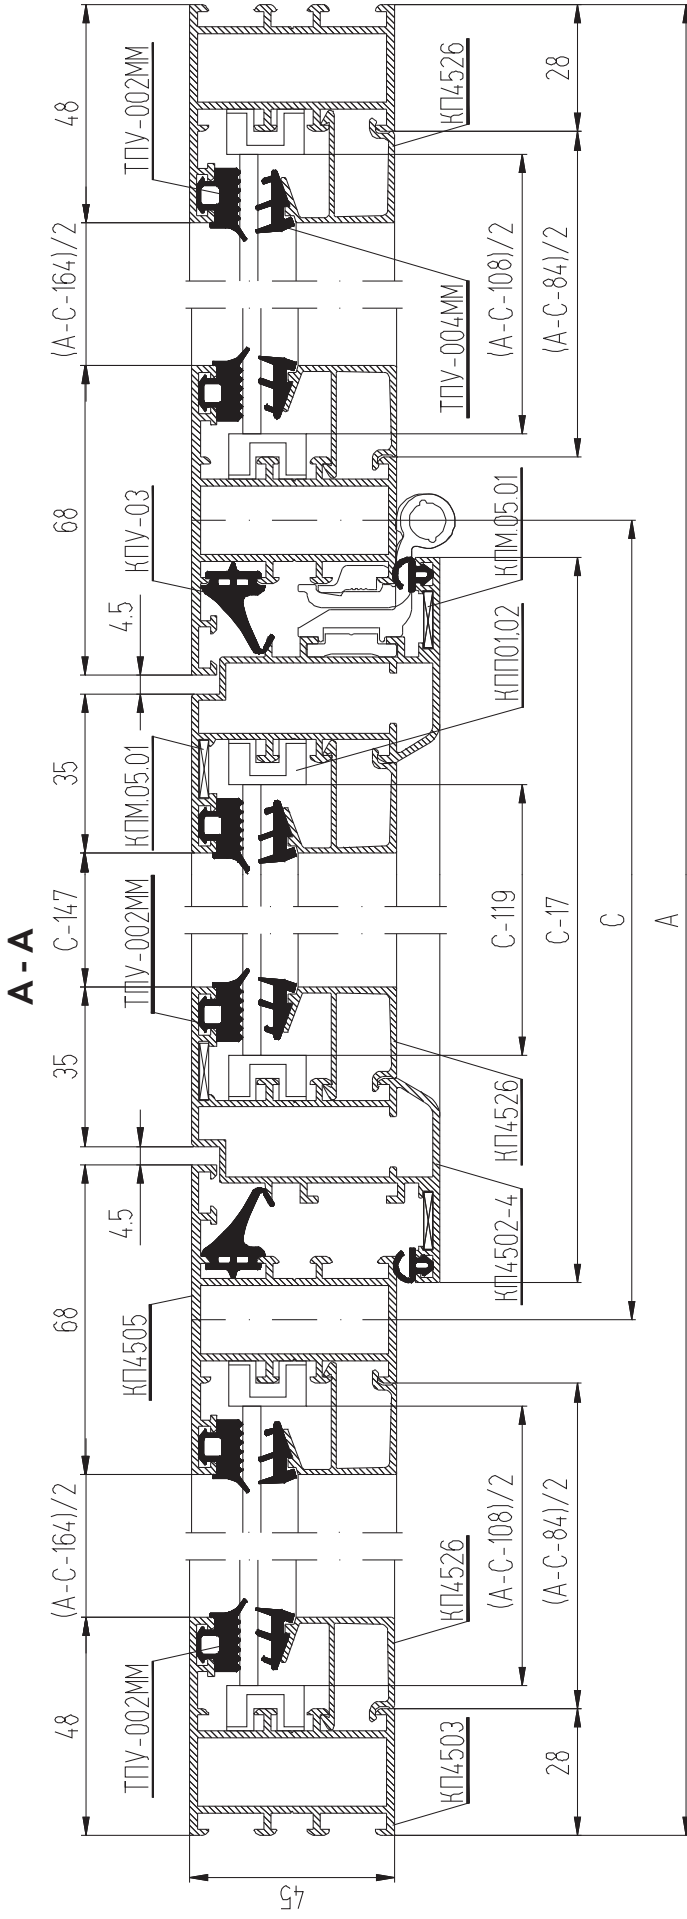 А-А
48
(А-С-164)/2
68
4.5
35
С-147
35
4.5
68
(А-С-164)/2
48
ТПУ-002ММ
КП4505
ТПУ-002ММ
КПМ.05.01
КПУ-03
ТПУ-002ММ
45
КП4503
КП4526
КП4502-4
КП4526
КПП01,02
КПМ.05.01
ТПУ-004ММ
КП4526
(А-С-108)/2
С-119
(А-С-108)/2
28
(А-С-84)/2
С-17
(А-С-84)/2
28
С
А